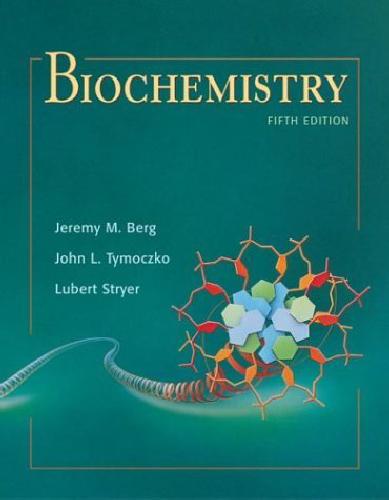 BIOCHEMISTRY
FIFTH EDITION
Jeremy M. Berg
John L. Tymoczko
Lubert Stryer